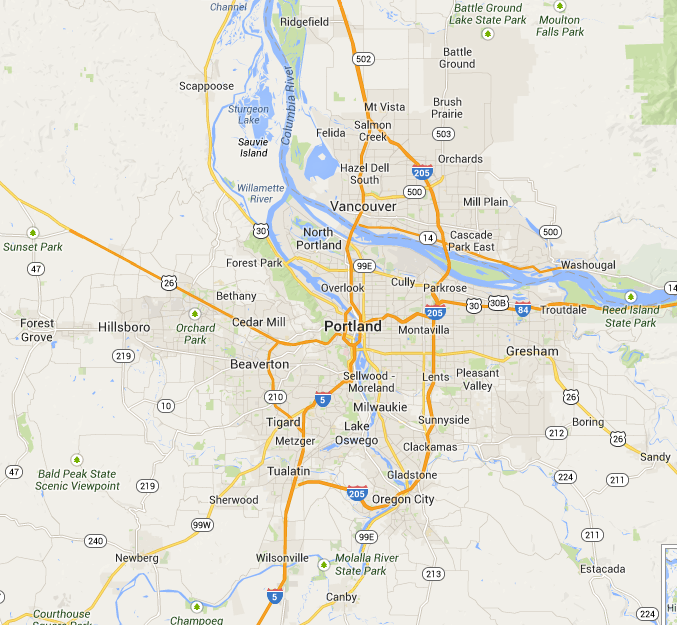 Channel
Ridgefield
Battle Ground
Lake State Park
Moulton
Falls Park
502
Battle
Ground
Scappoose
Sturgeon
Lake
Columbia River
Mt Vista
Brush
Prairie
Salmon
Creek
503
Felida
Sauvie
Island
Orchards
Hazel Dell
South
205
500
Willamette
River
Vancouver
Mill Plain
30
North
Portland
14
Cascade
Park East
500
Sunset Park
47
Forest Park
99E
Washougal
26
Bethany
Overlook
Cully
Parkrose
14
Forest
Grove
Hillsboro
Orchard
Park
Cedar Mill
Portland
205
30
30B
84
Troutdale
Reed Island
State Park
Montavilla
219
Beaverton
Gresham
Sellwood -
Moreland
Lents
Pleasant
Valley
210
5
26
10
Milwaukie
Tigard
Metzger
Lake
Oswego
Sunnyside
Boring
212
26
Clackamas
47
Bald Peak State
Scenic Viewpoint
219
Tualatin
Gladstone
224
211
Sandy
Sherwood
205
Oregon City
99W
240
99E
211
Newberg
Wilsonville
Molalla River
State Park
213
Estacada
5
Canby
Courthouse
Square Park
Champoeg
224
Hi